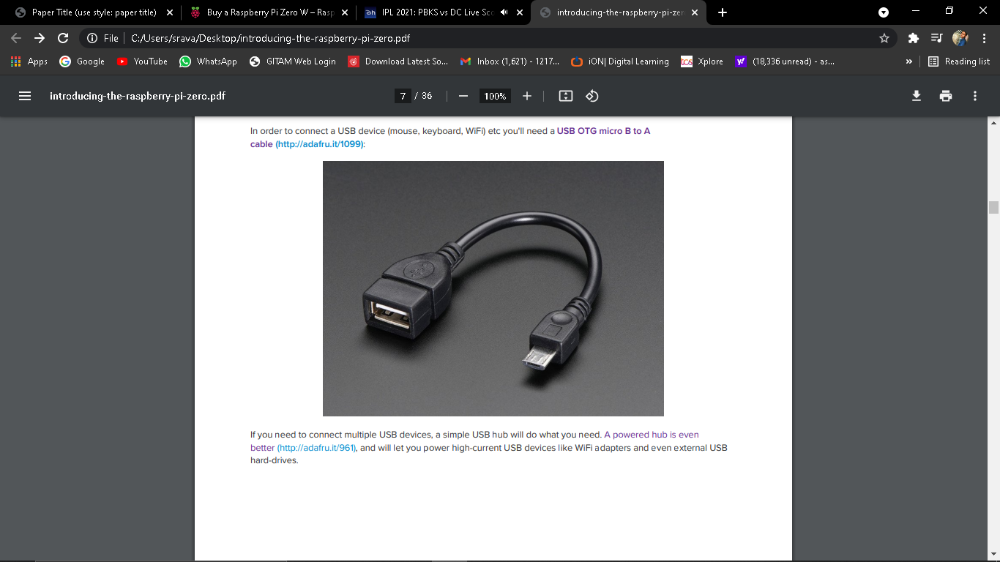 Paper Title (use style: paper title)
Buy a Raspberry Pi Zero W – Rasp
IPL 2021: PBKS vs DC Live Sco
introducing-the-raspberry-pi-zer
File
C:/Users/srava/Desktop/introducing-the-raspberry-pi-zero.pdf
Apps
Google
YouTube
WhatsApp
GITAM Web Login
Download Latest So...
Inbox (1,621) - 1217...
iON| Digital Learning
Xplore
(18,336 unread) - as...
»
Reading list
introducing-the-raspberry-pi-zero.pdf
7 / 36
100%
In order to connect a USB device (mouse, keyboard, WiFi) etc you'll need a USB OTG micro B to A
cable (http://adafru.it/1099):
If you need to connect multiple USB devices, a simple USB hub will do what you need. A powered hub is even
better (http://adafru.it/961), and will let you power high-current USB devices like WiFi adapters and even external USB
hard-drives.